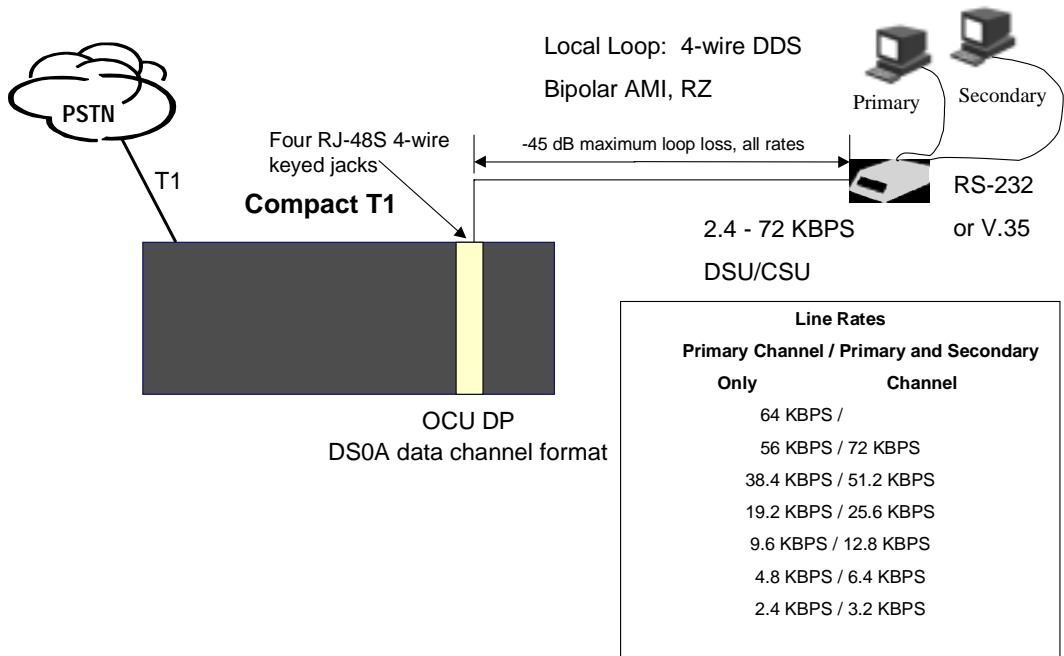 PSTN
T1
Local Loop:  4-wire DDS
Bipolar AMI, RZ
Primary
Secondary
Four RJ-48S 4-wire
keyed jacks
-45 dB maximum loop loss, all rates
Compact T1
RS-232
or V.35
2.4 - 72 KBPS
DSU/CSU
OCU DP
DS0A data channel format
Line Rates
Primary Channel / Primary and Secondary
Only Channel
64 KBPS /
56 KBPS / 72 KBPS
38.4 KBPS / 51.2 KBPS
19.2 KBPS / 25.6 KBPS
9.6 KBPS / 12.8 KBPS
4.8 KBPS / 6.4 KBPS
2.4 KBPS / 3.2 KBPS